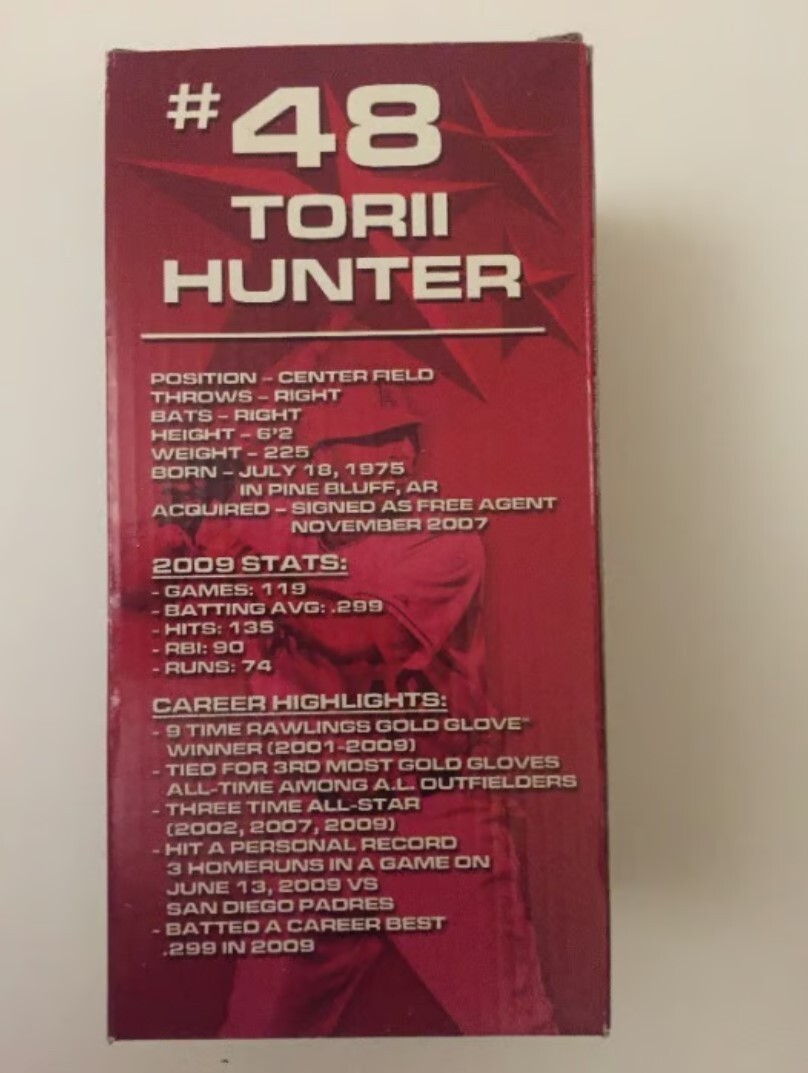 #48
TORII
HUNTER
POSITION – CENTER FIELD
THROWS – RIGHT
BATS – RIGHT
HEIGHT – 6'2
WEIGHT – 225
BORN – JULY 18, 1975
IN PINE BLUFF, AR
ACQUIRED – SIGNED AS FREE AGENT
NOVEMBER 2007
2009 STATS:
- GAMES: 119
- BATTING AVG: .299
- HITS: 135
- RBI: 90
- RUNS: 74
CAREER HIGHLIGHTS:
- 9 TIME RAWLINGS GOLD GLOVE™
WINNER (2001-2009)
- TIED FOR 3RD MOST GOLD GLOVES
ALL-TIME AMONG A.L. OUTFIELDERS
- THREE TIME ALL-STAR
(2002, 2007, 2009)
- HIT A PERSONAL RECORD
3 HOMERUNS IN A GAME ON
JUNE 13, 2009 VS
SAN DIEGO PADRES
- BATTED A CAREER BEST
.299 IN 2009